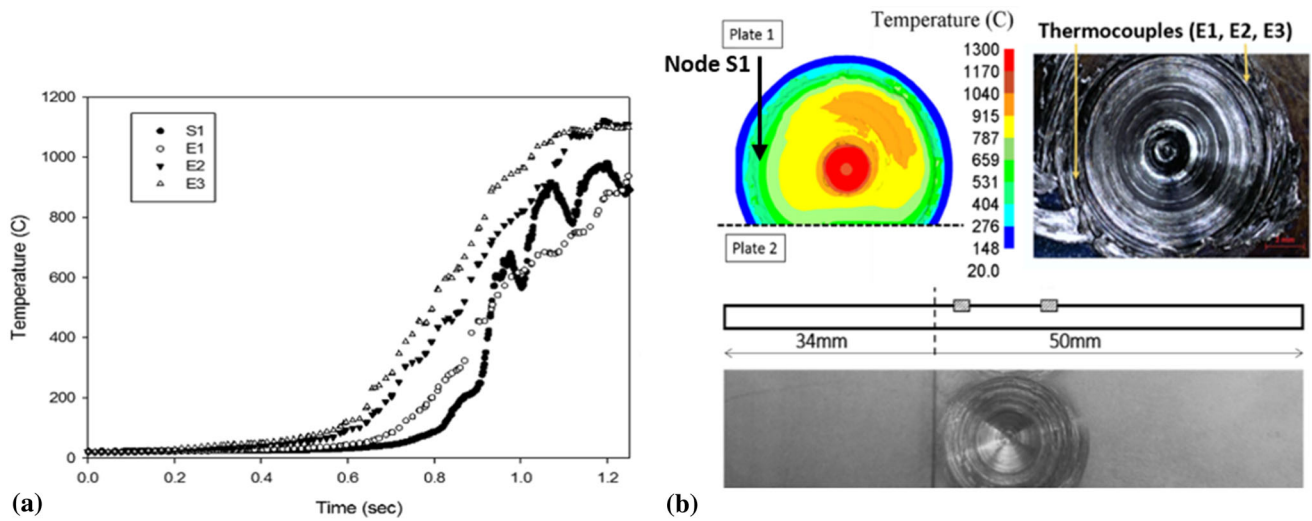 1200
1000
800
600
400
200
0
Temperature (C)
S1
E1
E2
E3
0.0 0.2 0.4 0.6 0.8 1.0 1.2
Time (sec)
(a)
Temperature (C)
Plate 1
Node S1
Plate 2
1300
1170
1040
915
787
659
531
404
276
148
20.0
Thermocouples (E1, E2, E3)
34mm 50mm
(b)